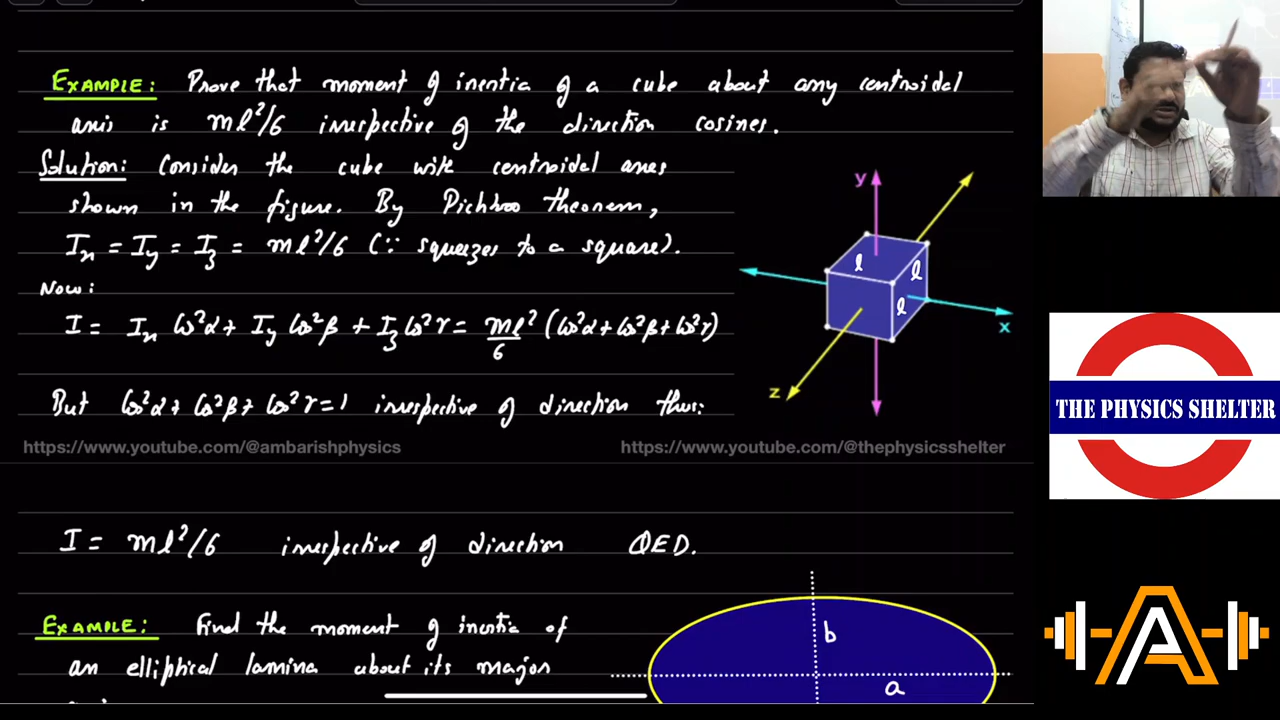 EXAMPLE: Prove that moment of inertia of a cube about any centroidal
axis is ml²/6 irrespective of the direction cosines.
Solution: Consider the cube with centroidal axes
shown in the figure. By theorem,
Ix = Iy = Iz = ml²/6 (∵ squeezes to a square).
Now:
I = Ix Cos²α + Iy Cos²β + Iz Cos²γ = ml²/6 (Cos²α + Cos²β + Cos²γ)
But Cos²α + Cos²β + Cos²γ = 1 irrespective of direction thus:
https://www.youtube.com/@ambarishphysics
https://www.youtube.com/@thephysicsshelter
I = ml²/6 irrespective of direction QED.
EXAMPLE: Find the moment of inertia of
an elliptical lamina about its major
y
l
l
l
x
z
b
a
THE PHYSICS SHELTER